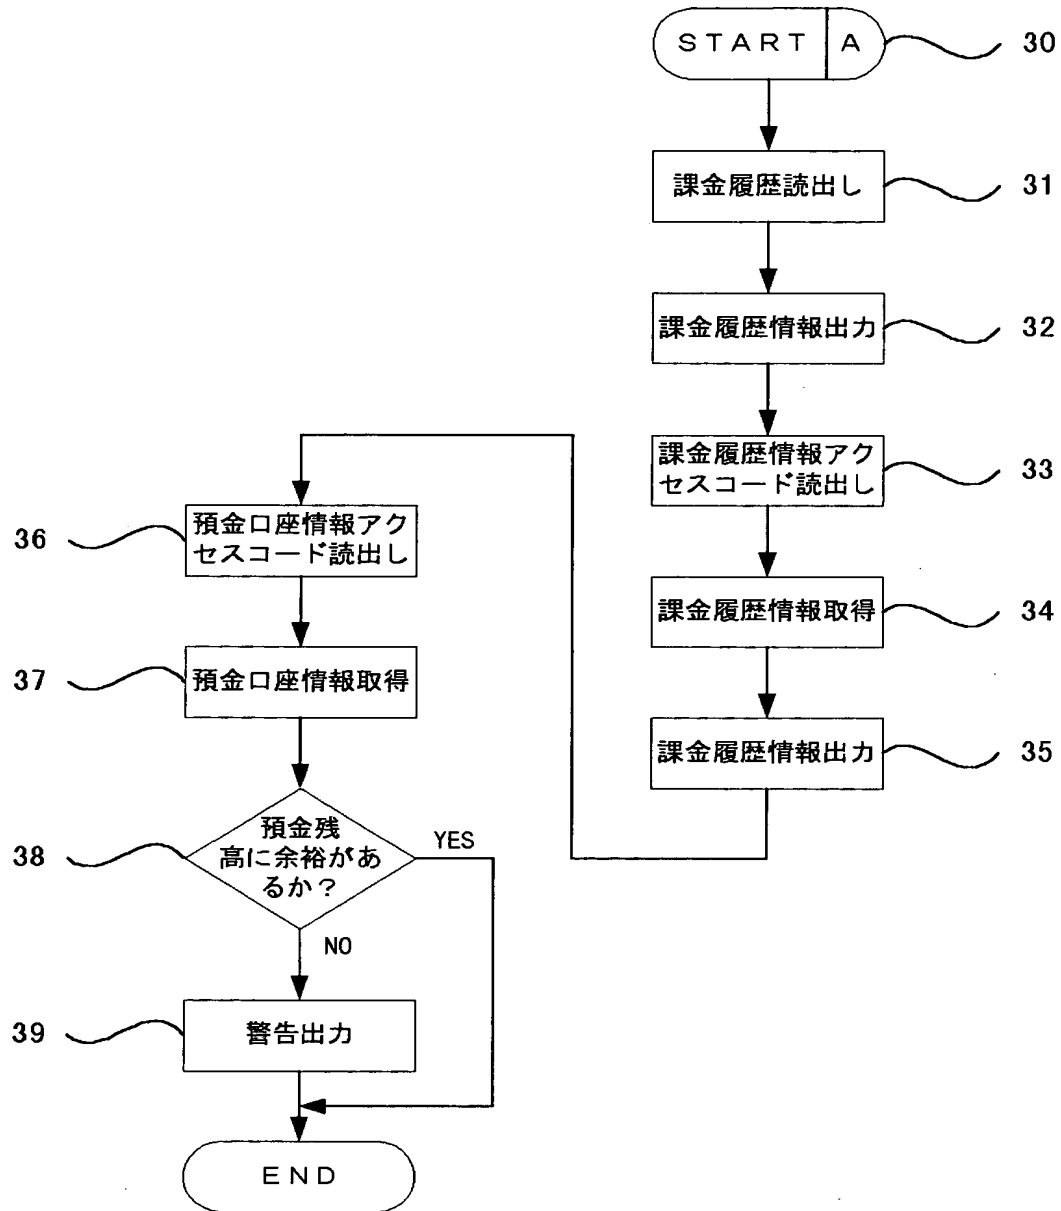 START A
30
課金履歴読出し
31
課金履歴情報出力
32
課金履歴情報アク
セスコード読出し
33
課金履歴情報取得
34
課金履歴情報出力
35
預金口座情報アク
セスコード読出し
36
預金口座情報取得
37
預金残
高に余裕があ
るか?
38
YES
NO
警告出力
39
END